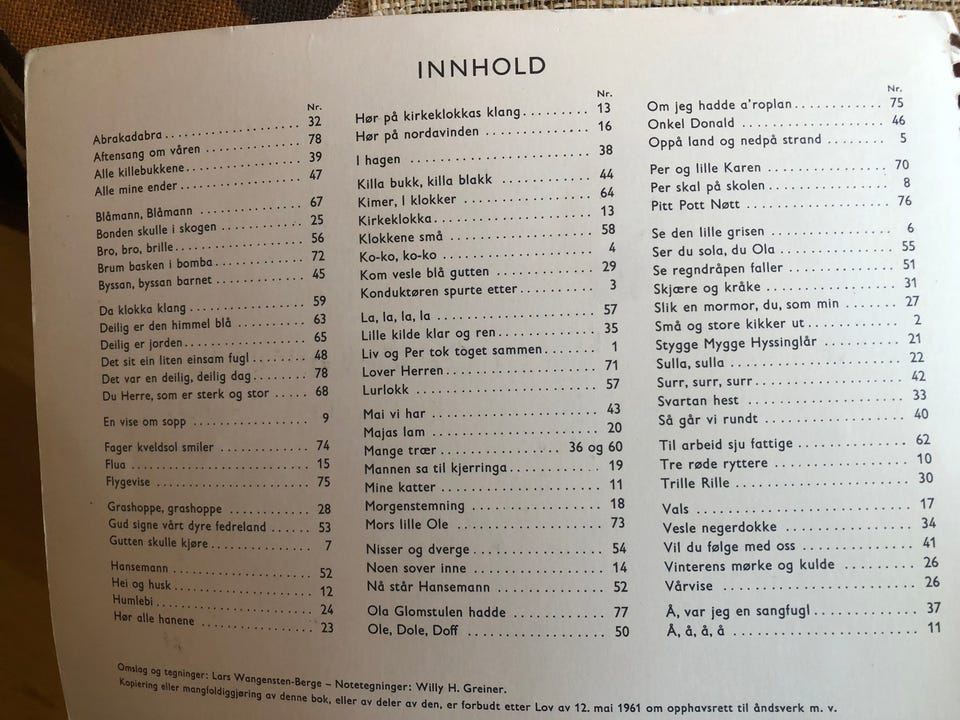 INNHOLD
Nr.
Abrakadabra.................... 32
Aftensang om våren .............. 78
Alle killebukkene................. 39
Alle mine ender.................. 47
Blåmann, Blåmann ............... 67
Bonden skulle i skogen ............ 25
Bro, bro, brille................... 56
Brum basken i bomba.............. 72
Byssan, byssan barnet ............. 45
Da klokka klang ................. 59
Deilig er den himmel blå .......... 63
Deilig er jorden.................. 65
Det sit ein liten einsam fugl ........ 48
Det var en deilig, deilig dag........ 78
Du Herre, som er sterk og stor ..... 68
En vise om sopp ................. 9
Fager kveldsol smiler ............. 74
Flua ........................... 15
Flygevise ....................... 75
Grashoppe, grashoppe ............. 28
Gud signe vårt dyre fedreland ...... 53
Gutten skulle kjøre............... 7
Hansemann ..................... 52
Hei og husk ..................... 12
Humlebi........................ 24
Hør alle hanene ................. 23
Nr.
Hør på kirkeklokkas klang......... 13
Hør på nordavinden .............. 16
I hagen ........................ 38
Killa bukk, killa blakk ............ 44
Kimer, I klokker ................. 64
Kirkeklokka..................... 13
Klokkene små ................... 58
Ko-ko, ko-ko .................... 4
Kom vesle blå gutten ............. 29
Konduktøren spurte etter.......... 3
La, la, la, la ..................... 57
Lille kilde klar og ren............. 35
Liv og Per tok toget sammen....... 1
Lover Herren.................... 71
Lurlokk ........................ 57
Mai vi har ...................... 43
Majas lam ...................... 20
Mange trær............... 36 og 60
Mannen sa til kjerringa............ 19
Mine katter ..................... 11
Morgenstemning ................. 18
Mors lille Ole ................... 73
Nisser og dverge................. 54
Noen sover inne ................. 14
Nå står Hansemann .............. 52
Ola Glomstulen hadde ............ 77
Ole, Dole, Doff ................. 50
Nr.
Om jeg hadde a'roplan............ 75
Onkel Donald ................... 46
Oppå land og nedpå strand ........ 5
Per og lille Karen ................ 70
Per skal på skolen................ 8
Pitt Pott Nøtt ................... 76
Se den lille grisen ................ 6
Ser du sola, du Ola ............... 55
Se regndråpen faller .............. 51
Skjære og kråke .................. 31
Slik en mormor, du, som min ....... 27
Små og store kikker ut............ 2
Stygge Mygge Hyssinglår .......... 21
Sulla, sulla ...................... 22
Surr, surr, surr................... 42
Svartan hest ..................... 33
Så går vi rundt ................... 40
Til arbeid sju fattige .............. 62
Tre røde ryttere ................. 10
Trille Rille ...................... 30
Vals ........................... 17
Vesle negerdokke ................ 34
Vil du følge med oss .............. 41
Vinterens mørke og kulde ......... 26
Vårvise ........................ 26
Å, var jeg en sangfugl............. 37
Å, å, å, å ....................... 11
Omslag og tegninger: Lars Wangensten-Berge – Notetegninger: Willy H. Greiner.
Kopiering eller mangfoldiggjøring av denne bok, eller av deler av den, er forbudt etter Lov av 12. mai 1961 om opphavsrett til åndsverk m. v.